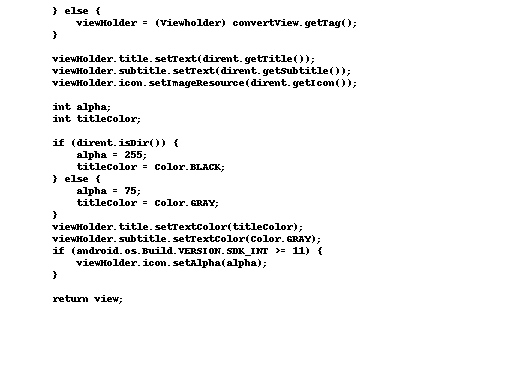 } else {
viewHolder = (Viewholder) convertView.getTag();
}
viewHolder.title.setText(dirent.getTitle());
viewHolder.subtitle.setText(dirent.getSubtitle());
viewHolder.icon.setImageResource(dirent.getIcon());
int alpha;
int titleColor;
if (dirent.isDir()) {
alpha = 255;
titleColor = Color.BLACK;
} else {
alpha = 75;
titleColor = Color.GRAY;
}
viewHolder.title.setTextColor(titleColor);
viewHolder.subtitle.setTextColor(Color.GRAY);
if (android.os.Build.VERSION.SDK_INT >= 11) {
viewHolder.icon.setAlpha(alpha);
}
return view;